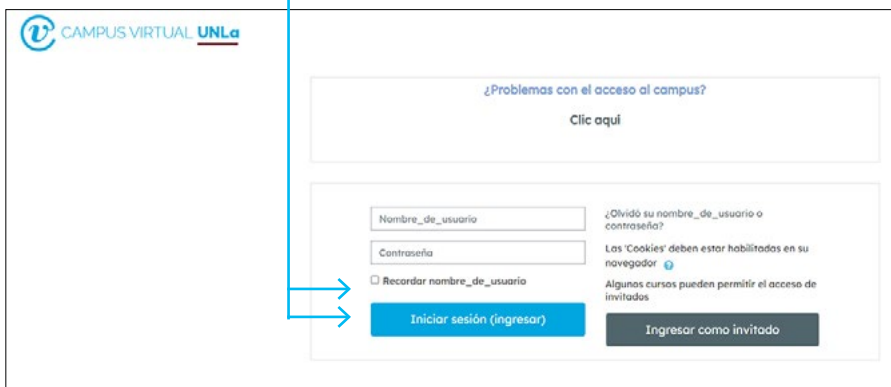 CAMPUS VIRTUAL UNLa
¿Problemas con el acceso al campus?
Clic aquí
Nombre_de_usuario
Contraseña
Recordar nombre_de_usuario
Iniciar sesión (ingresar)
¿Olvidó su nombre_de_usuario o
contraseña?
Las 'Cookies' deben estar habilitadas en su
navegador ?
Algunos cursos pueden permitir el acceso de
invitados
Ingresar como invitado